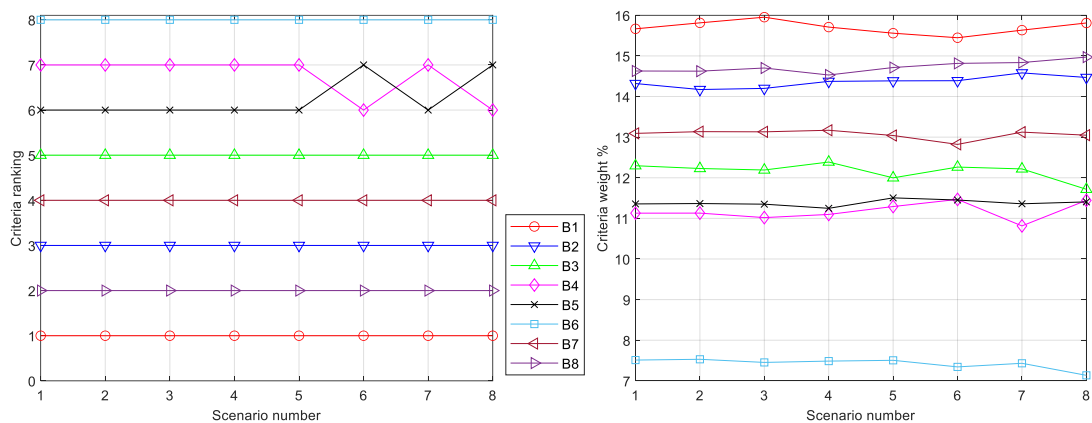 8
7
6
5
4
3
2
1
0
Criteria ranking
1 2 3 4 5 6 7 8
Scenario number
B1
B2
B3
B4
B5
B6
B7
B8
16
15
14
13
12
11
10
9
8
7
Criteria weight %
1 2 3 4 5 6 7 8
Scenario number